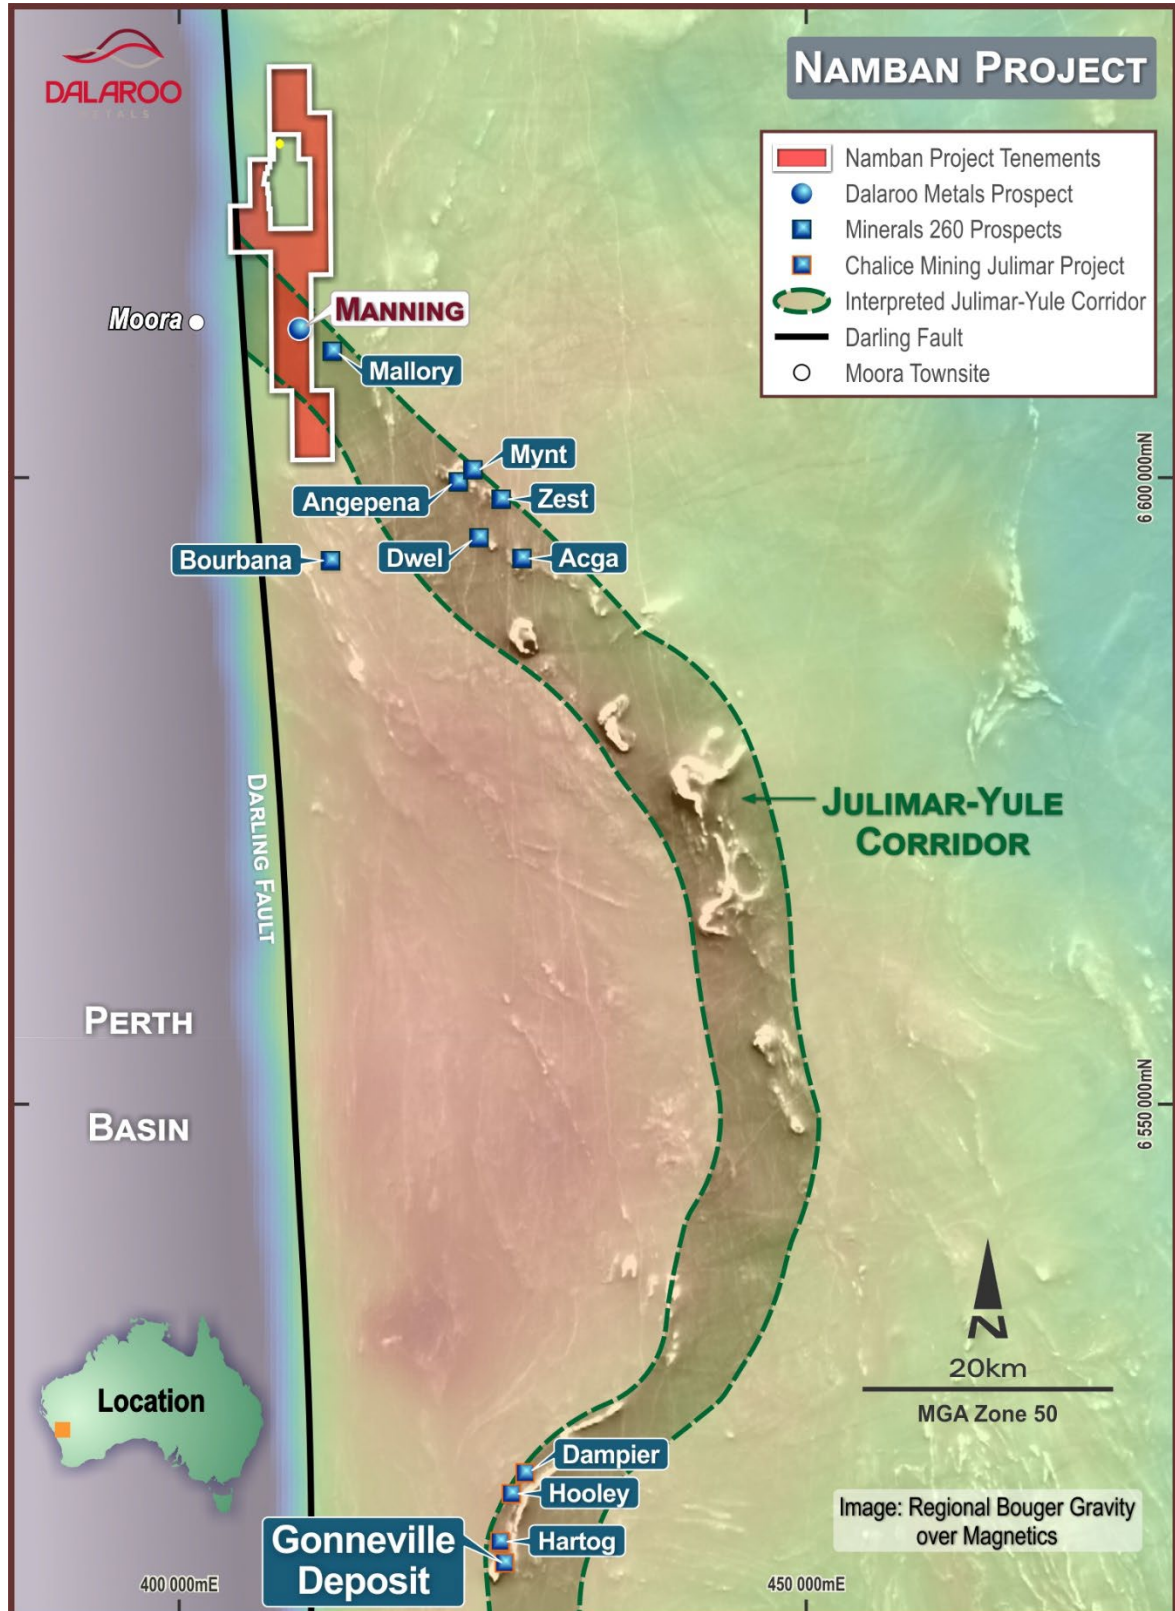 DALAROO
METALS
NAMBAN PROJECT
Namban Project Tenements
Dalaroo Metals Prospect
Minerals 260 Prospects
Chalice Mining Julimar Project
Interpreted Julimar-Yule Corridor
Darling Fault
Moora Townsite
Moora
MANNING
Mallory
Mynt
Angepena
Zest
Bourbana
Dwel
Acga
6 600 000mN
JULIMAR-YULE
CORRIDOR
DARLING FAULT
PERTH
BASIN
6 550 000mN
N
20km
MGA Zone 50
Location
Dampier
Hooley
Hartog
Gonneville
Deposit
Image: Regional Bouger Gravity
over Magnetics
400 000mE
450 000mE